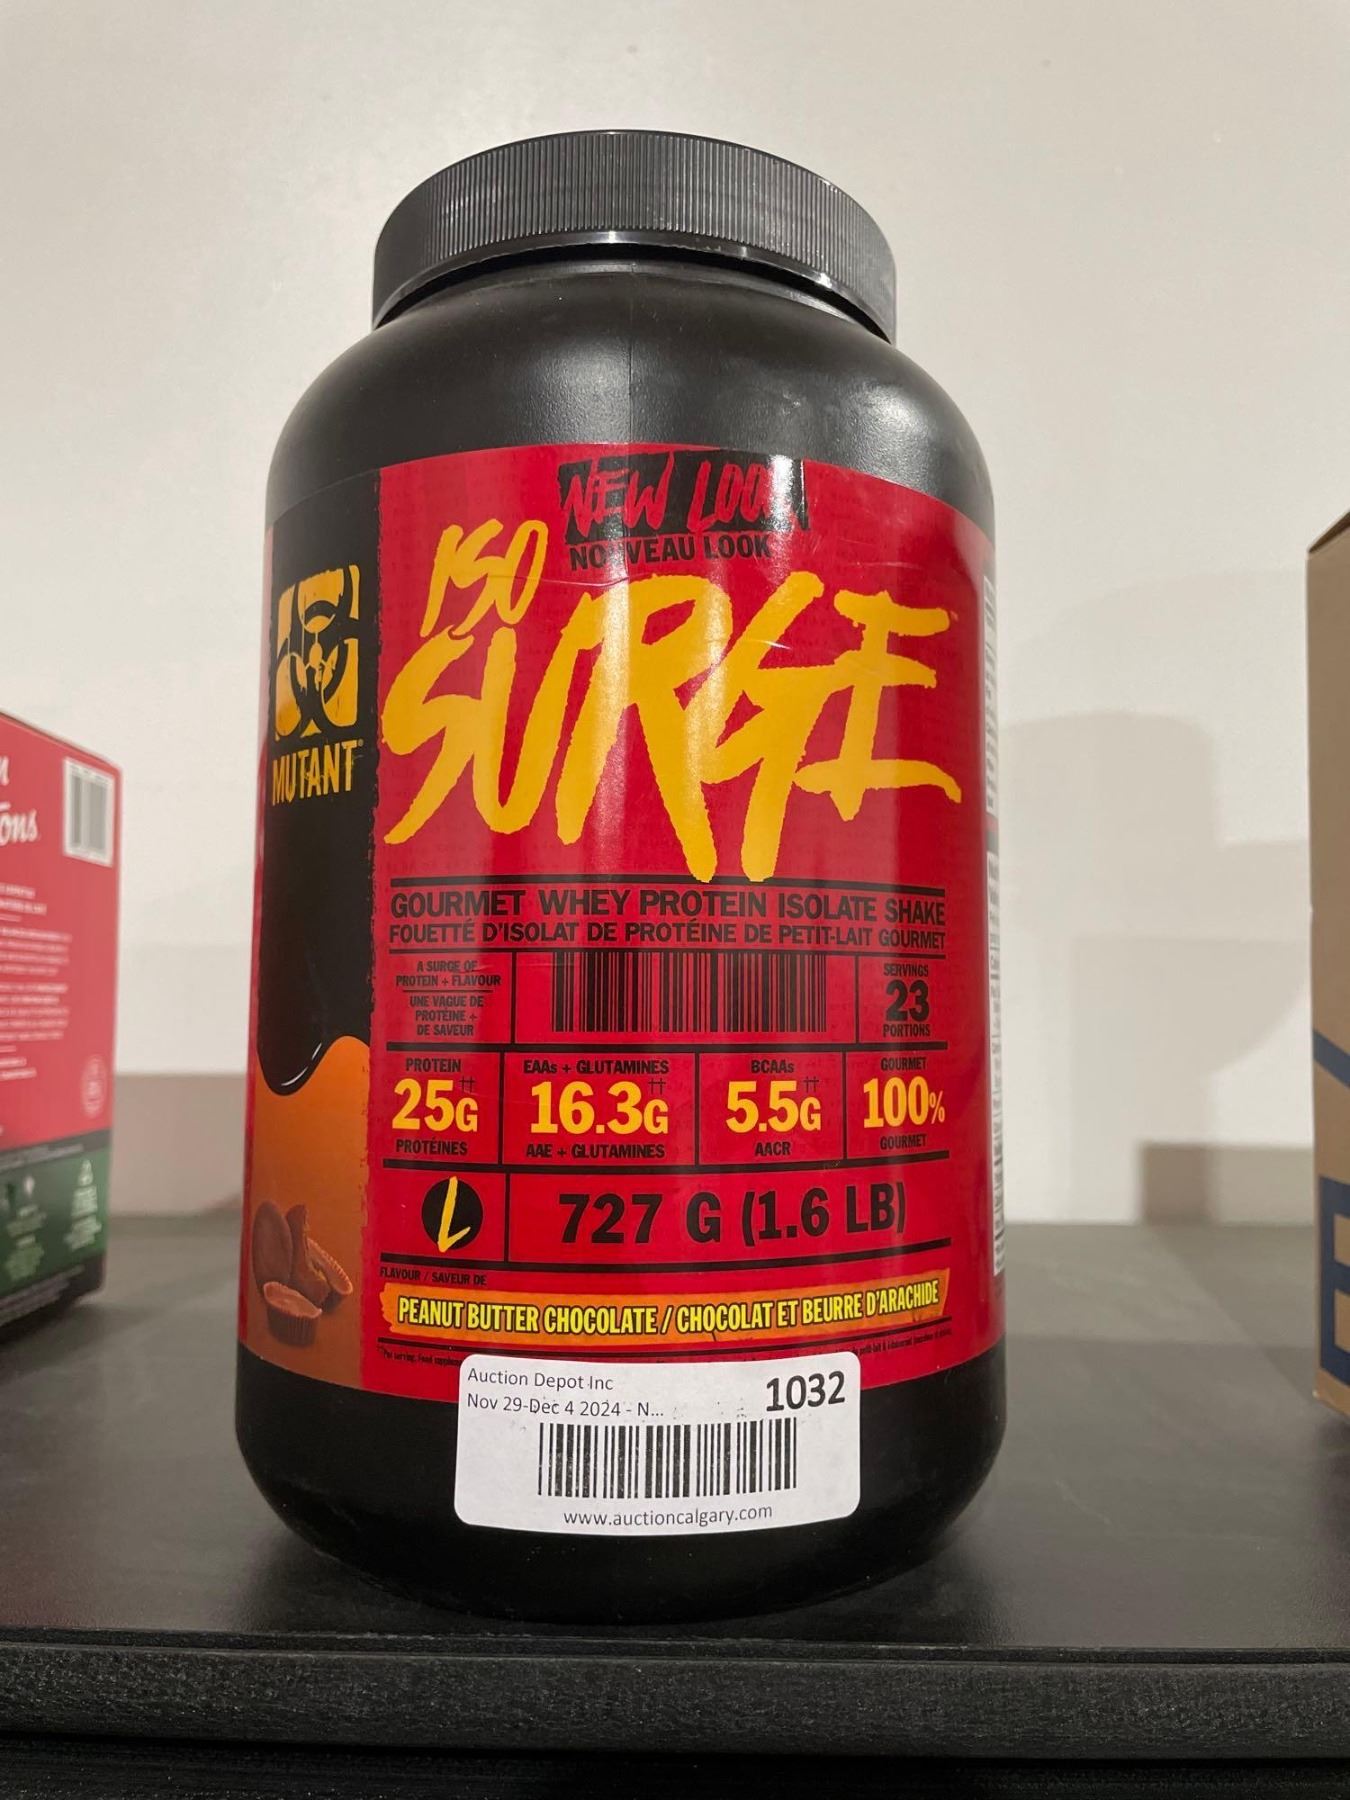 NEW LOOK
NOUVEAU LOOK
ISO
SURGE
MUTANT
GOURMET WHEY PROTEIN ISOLATE SHAKE
FOUETTÉ D'ISOLAT DE PROTÉINE DE PETIT-LAIT GOURMET
A SURGE OF
PROTEIN + FLAVOUR
UNE VAGUE DE
PROTÉINE +
DE SAVEUR
SERVINGS
23
PORTIONS
PROTEIN
25G††
PROTÉINES
EAAs + GLUTAMINES
16.3G††
AAE + GLUTAMINES
BCAAs
5.5G††
AACR
GOURMET
100%
GOURMET
L
727 G (1.6 LB)
FLAVOUR / SAVEUR DE
PEANUT BUTTER CHOCOLATE / CHOCOLAT ET BEURRE D'ARACHIDE
Auction Depot Inc
Nov 29-Dec 4 2024 - N...
1032
www.auctioncalgary.com